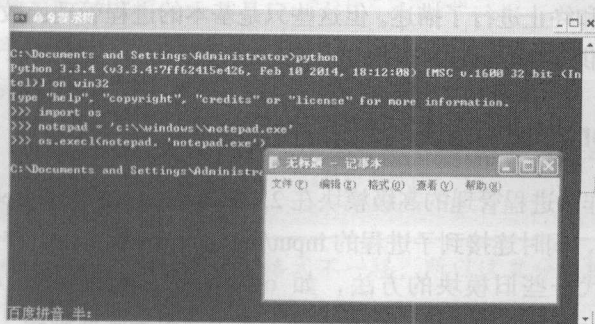 命令提示符
C:\Documents and Settings\Administrator>python
Python 3.3.4 (v3.3.4:7ff62415e426, Feb 10 2014, 18:12:08) [MSC v.1600 32 bit (In
tel)] on win32
Type "help", "copyright", "credits" or "license" for more information.
>>> import os
>>> notepad = 'c:\\windows\\notepad.exe'
>>> os.execl(notepad, 'notepad.exe')
C:\Documents and Settings\Administra
无标题 - 记事本
文件(F) 编辑(E) 格式(O) 查看(V) 帮助(H)
百度拼音 半: